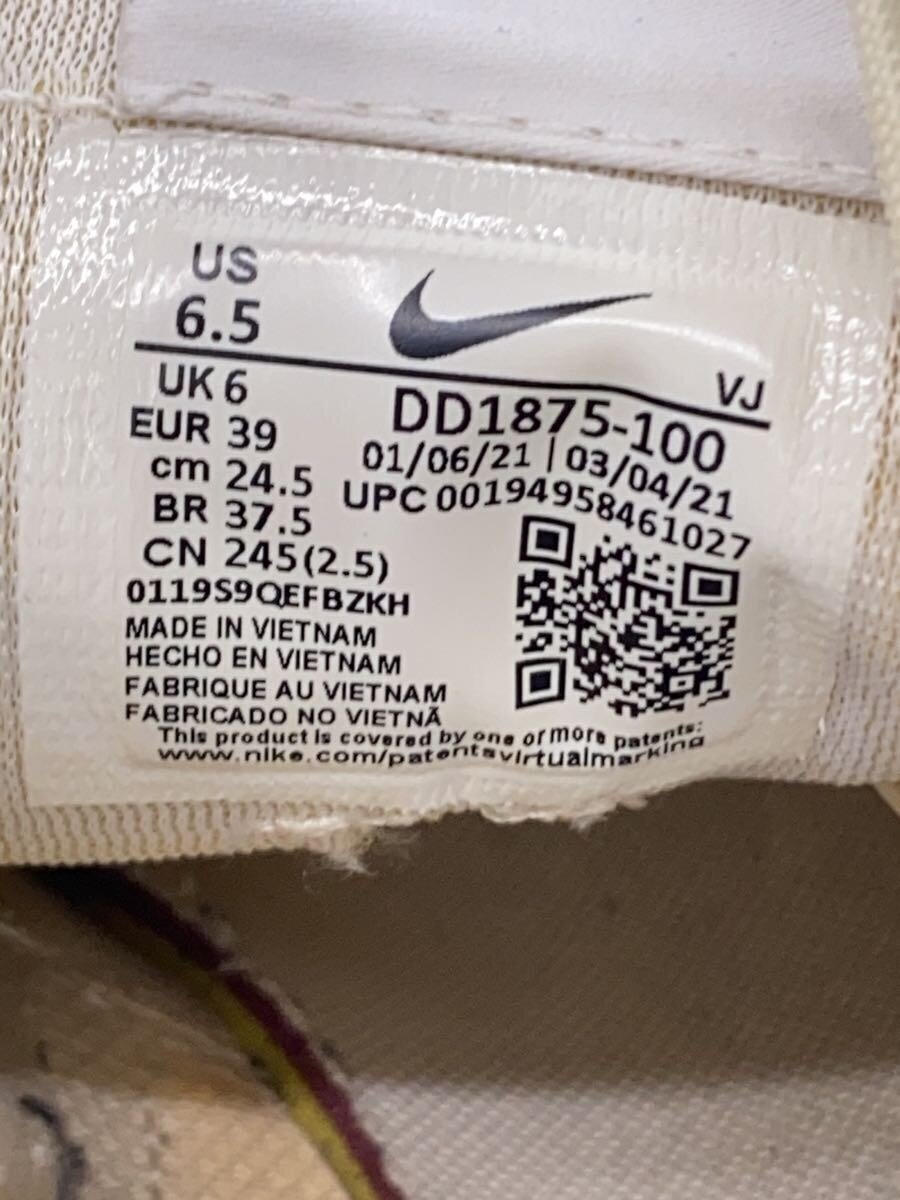 US
6.5
VJ
UK 6
EUR 39
cm 24.5
BR 37.5
CN 245(2.5)
DD1875-100
01/06/21 | 03/04/21
UPC 00194958461027
0119S9QEFBZKH
MADE IN VIETNAM
HECHO EN VIETNAM
FABRIQUE AU VIETNAM
FABRICADO NO VIETNÃ
This product is covered by one or more patents:
www.nike.com/patentsvirtualmarking